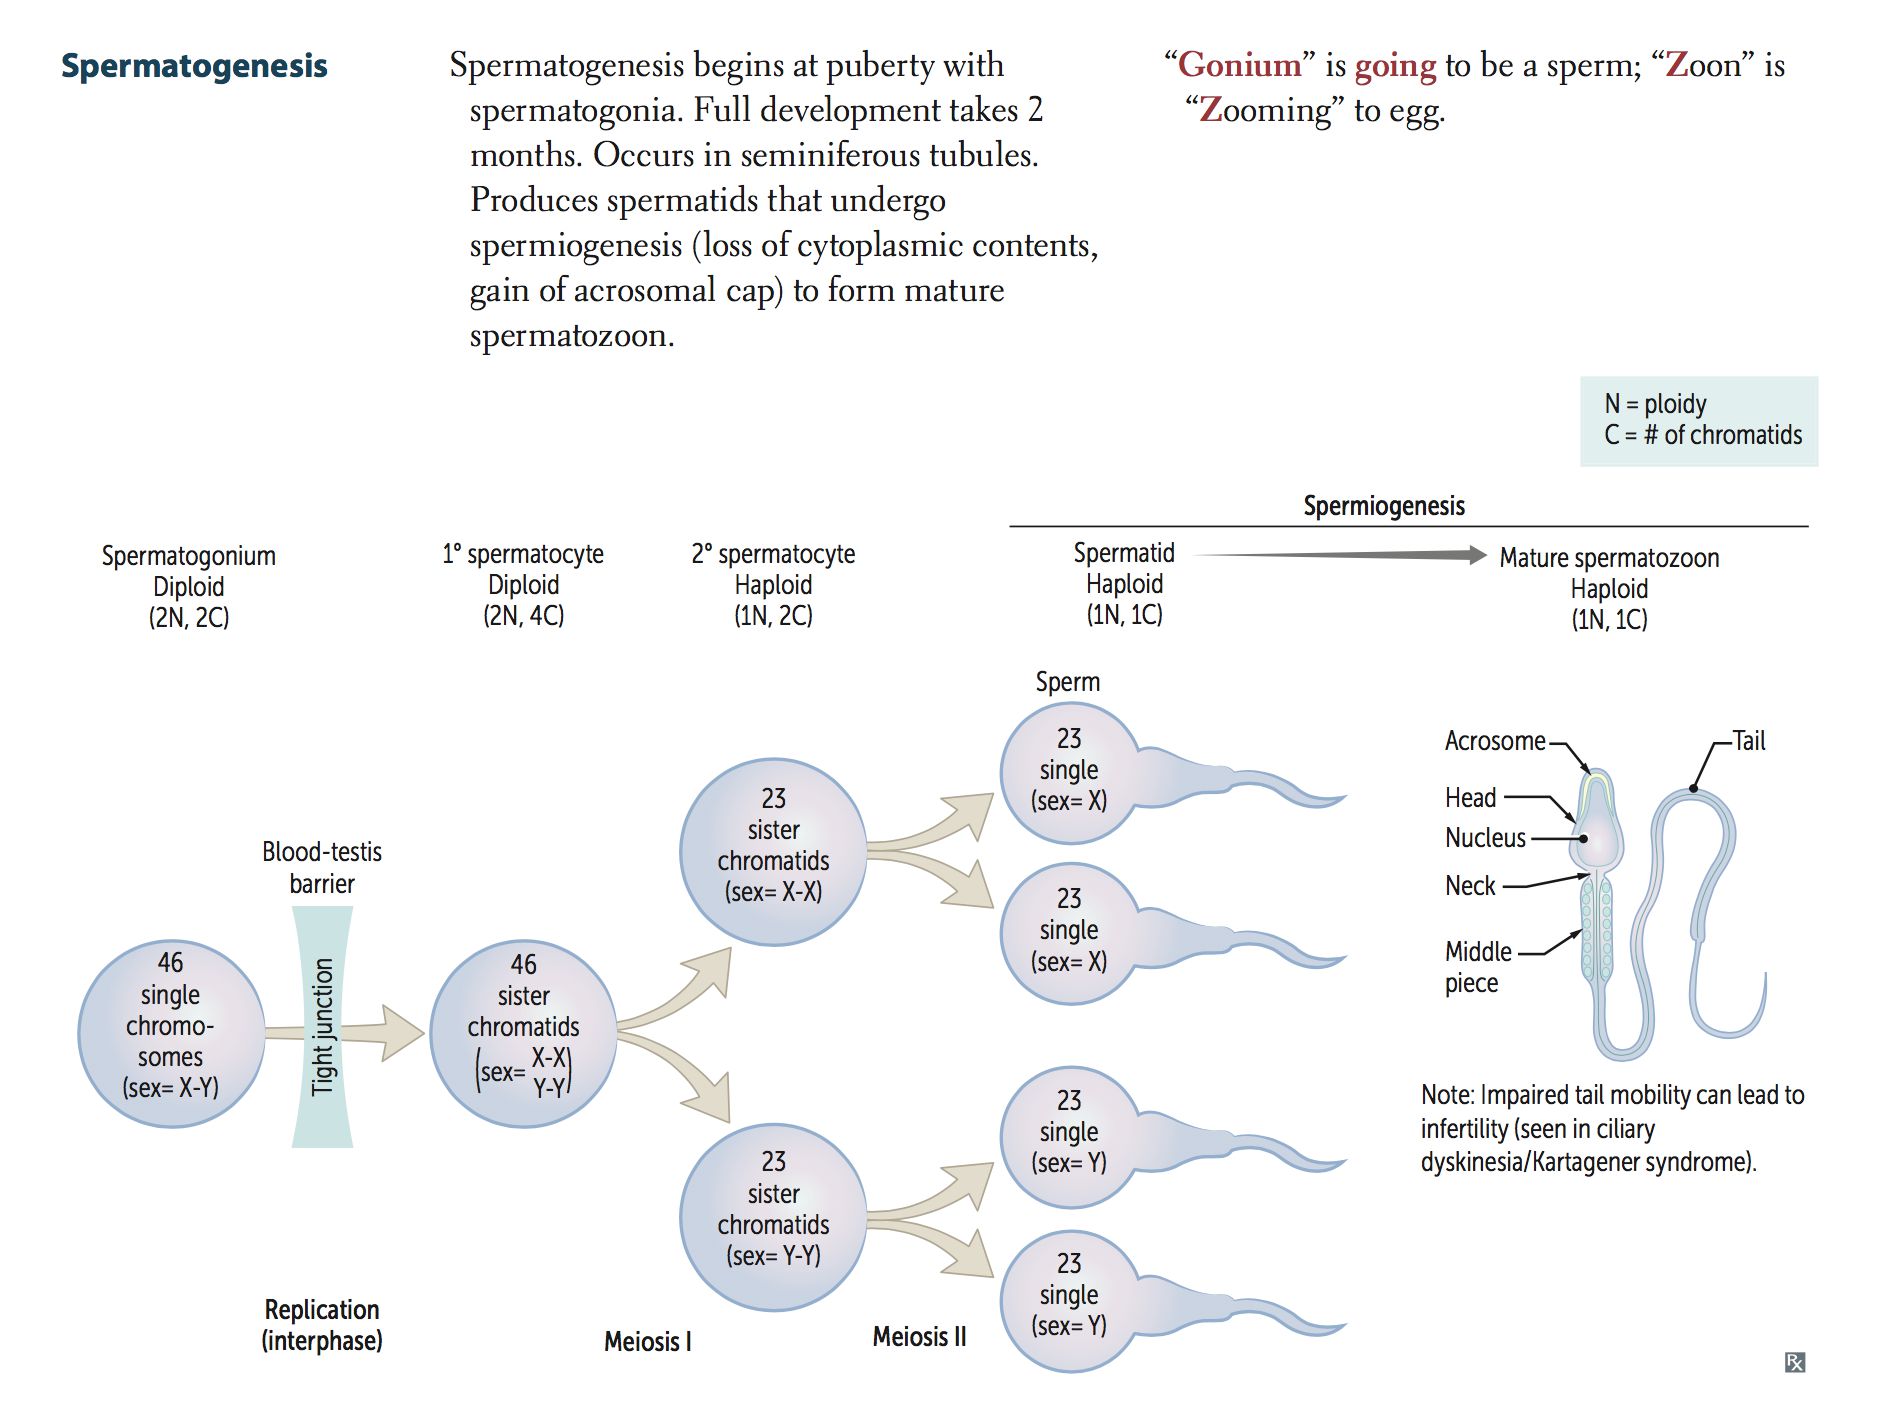 Spermatogenesis
Spermatogenesis begins at puberty with
spermatogonia. Full development takes 2
months. Occurs in seminiferous tubules.
Produces spermatids that undergo
spermiogenesis (loss of cytoplasmic contents,
gain of acrosomal cap) to form mature
spermatozoon.
“Gonium” is going to be a sperm; “Zoon” is
“Zooming” to egg.
N = ploidy
C = # of chromatids
Spermiogenesis
Spermatogonium
Diploid
(2N, 2C)
1° spermatocyte
Diploid
(2N, 4C)
2° spermatocyte
Haploid
(1N, 2C)
Spermatid
Haploid
(1N, 1C)
Mature spermatozoon
Haploid
(1N, 1C)
Blood-testis
barrier
Tight junction
46
single
chromo-
somes
(sex= X-Y)
46
sister
chromatids
(sex= X-X
Y-Y)
23
sister
chromatids
(sex= X-X)
23
sister
chromatids
(sex= Y-Y)
Sperm
23
single
(sex= X)
23
single
(sex= X)
23
single
(sex= Y)
23
single
(sex= Y)
Acrosome
Head
Nucleus
Neck
Middle
piece
Tail
Note: Impaired tail mobility can lead to
infertility (seen in ciliary
dyskinesia/Kartagener syndrome).
Replication
(interphase)
Meiosis I
Meiosis II
Rx